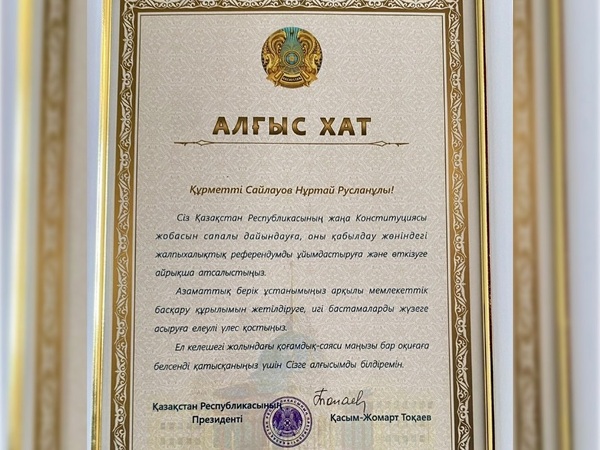 АЛҒЫС ХАТ
Құрметті Сайлауов Нұртай Русланұлы!
Сіз Қазақстан Республикасының жаңа Конституциясы
жобасын сапалы дайындауға, оны қабылдау жөніндегі
жалпыхалықтық референдумды ұйымдастыруға және өткізуге
айрықша атсалыстыңыз.
Азаматтық берік ұстанымыңыз арқылы мемлекеттік
басқару құрылымын жетілдіруге, игі бастамаларды жүзеге
асыруға елеулі үлес қостыңыз.
Ел келешегі жолындағы қоғамдық-саяси маңызы бар оқиғаға
белсенді қатысқаныңыз үшін Сізге алғысымды білдіремін.
Қазақстан Республикасының
Президенті
Қасым-Жомарт Тоқаев